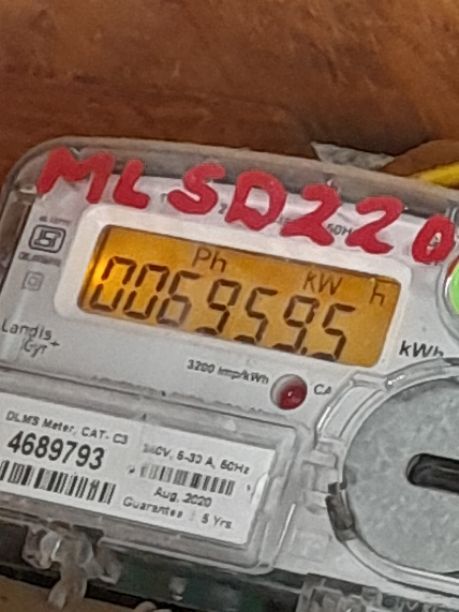 MLSD220
Ph kW h
006959.5
kWh
Landis
Gyr+
3200 imp/kWh
CA
DLMS Meter, CAT- C3
4689793
240V, 5-30 A, 50Hz
Aug, 2020
Guarantee : 5 Yrs